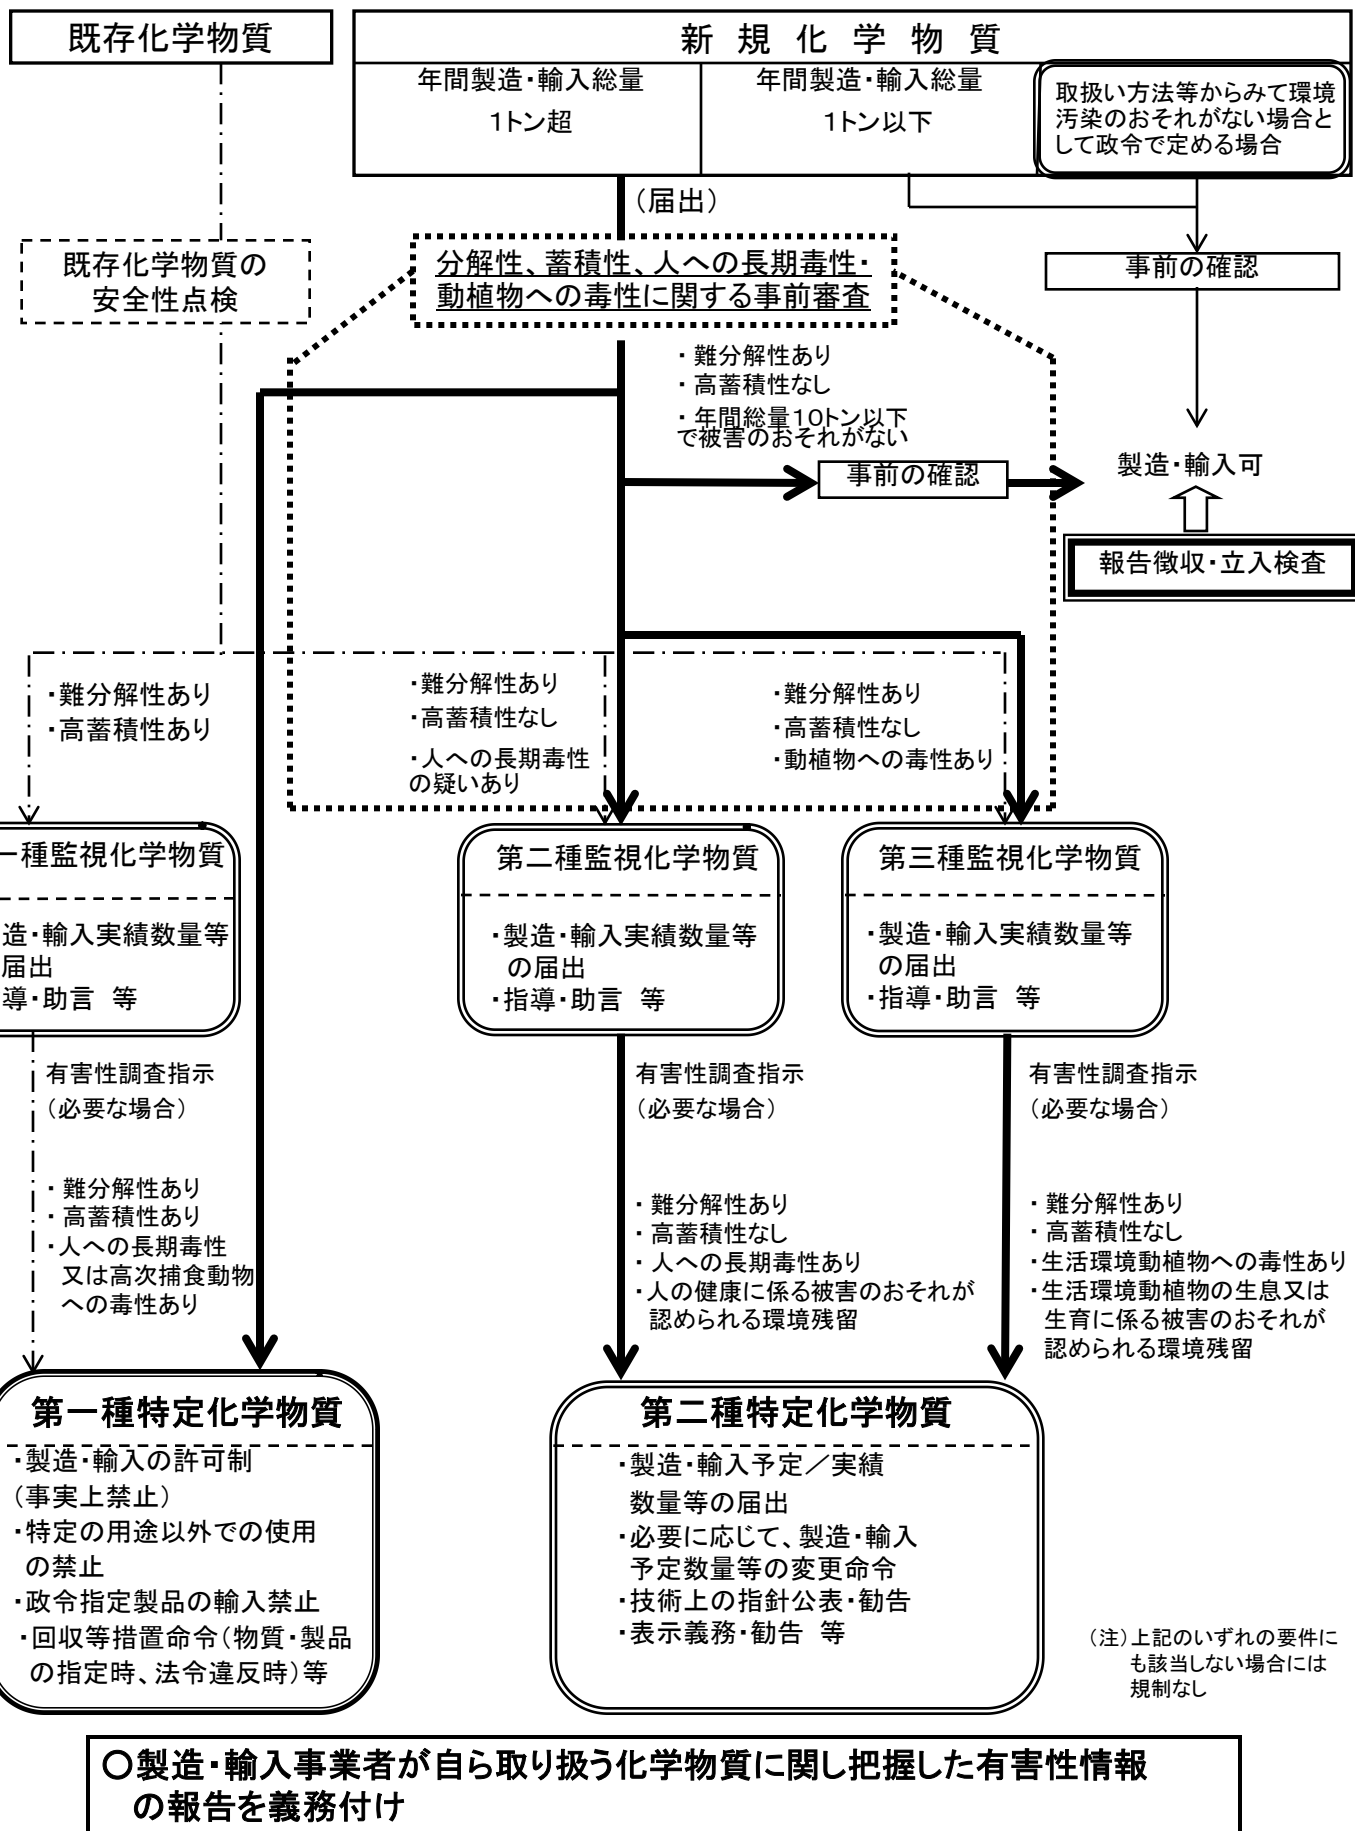 既存化学物質
新規化学物質
年間製造・輸入総量
1トン超
年間製造・輸入総量
1トン以下
取扱い方法等からみて環境
汚染のおそれがない場合と
して政令で定める場合
（届出）
既存化学物質の
安全性点検
分解性、蓄積性、人への長期毒性・
動植物への毒性に関する事前審査
事前の確認
・難分解性あり
・高蓄積性なし
・年間総量10トン以下
で被害のおそれがない
事前の確認
製造・輸入可
報告徴収・立入検査
・難分解性あり
・高蓄積性あり
・難分解性あり
・高蓄積性なし
・人への長期毒性
の疑いあり
・難分解性あり
・高蓄積性なし
・動植物への毒性あり
一種監視化学物質
造・輸入実績数量等
届出
導・助言 等
第二種監視化学物質
・製造・輸入実績数量等
の届出
・指導・助言 等
第三種監視化学物質
・製造・輸入実績数量等
の届出
・指導・助言 等
有害性調査指示
（必要な場合）
・難分解性あり
・高蓄積性あり
・人への長期毒性
又は高次捕食動物
への毒性あり
有害性調査指示
（必要な場合）
・難分解性あり
・高蓄積性なし
・人への長期毒性あり
・人の健康に係る被害のおそれが
認められる環境残留
有害性調査指示
（必要な場合）
・難分解性あり
・高蓄積性なし
・生活環境動植物への毒性あり
・生活環境動植物の生息又は
生育に係る被害のおそれが
認められる環境残留
第一種特定化学物質
・製造・輸入の許可制
（事実上禁止）
・特定の用途以外での使用
の禁止
・政令指定製品の輸入禁止
・回収等措置命令（物質・製品
の指定時、法令違反時）等
第二種特定化学物質
・製造・輸入予定／実績
数量等の届出
・必要に応じて、製造・輸入
予定数量等の変更命令
・技術上の指針公表・勧告
・表示義務・勧告 等
（注）上記のいずれの要件に
も該当しない場合には
規制なし
○製造・輸入事業者が自ら取り扱う化学物質に関し把握した有害性情報
の報告を義務付け